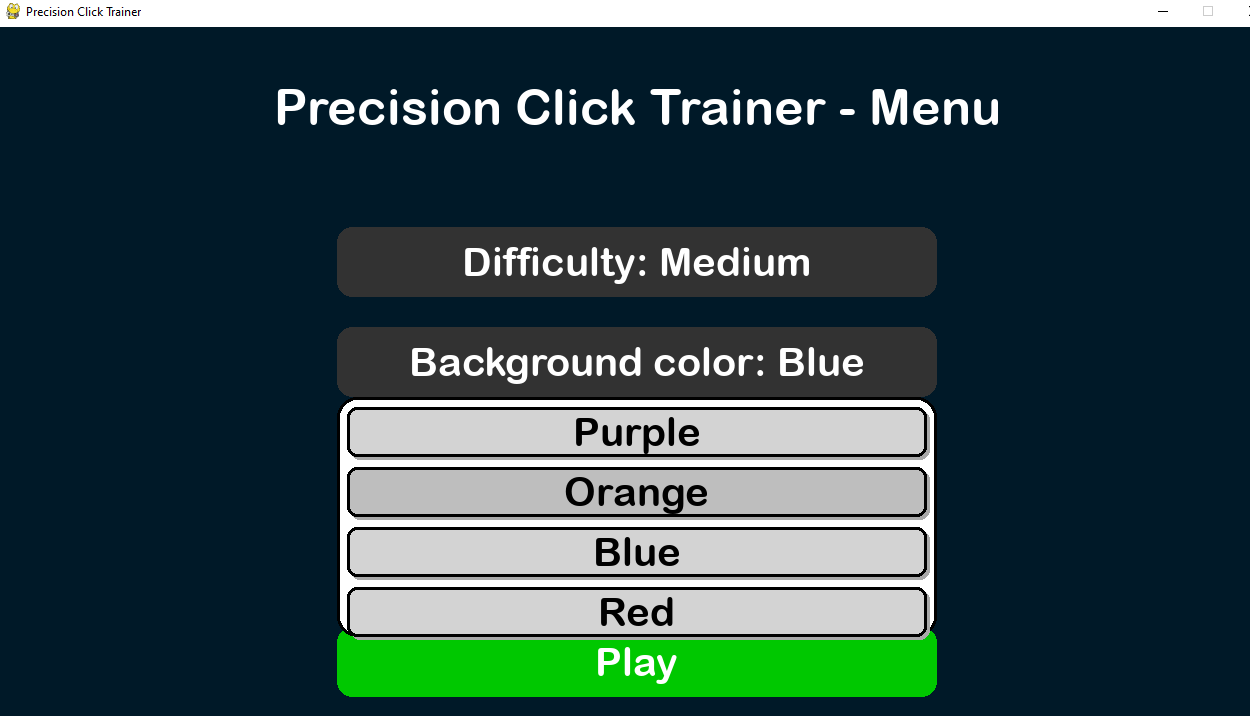 Precision Click Trainer
Precision Click Trainer - Menu
Difficulty: Medium
Background color: Blue
Purple
Orange
Blue
Red
Play